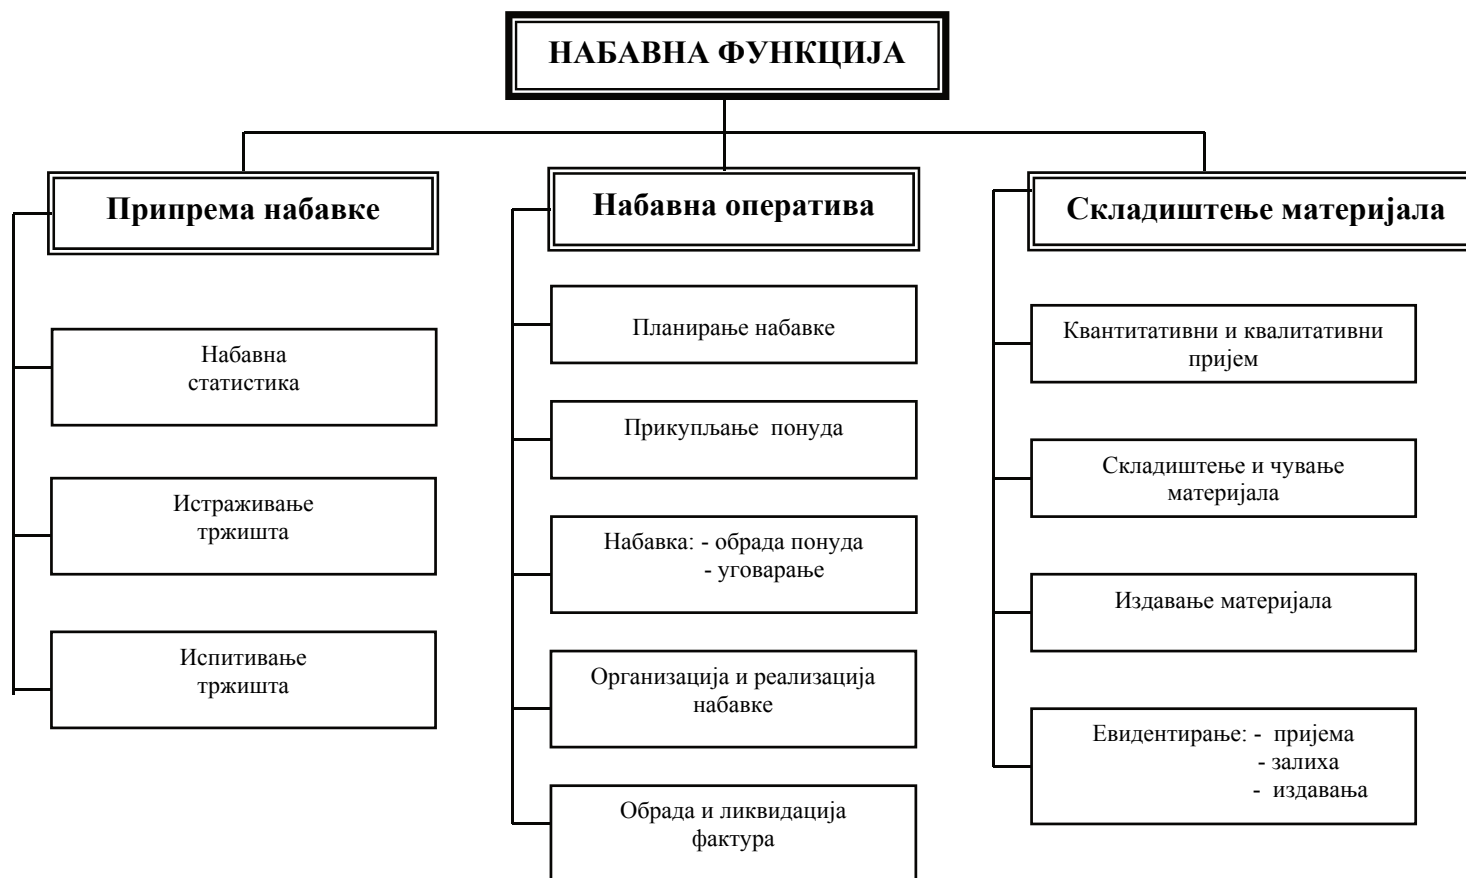 НАБАВНА ФУНКЦИЈА
Припрема набавке
Набавна
статистика
Истраживање
тржишта
Испитивање
тржишта
Набавна оператива
Планирање набавке
Прикупљање понуда
Набавка: - обрада понуда
- уговарање
Организација и реализација
набавке
Обрада и ликвидација
фактура
Складиштење материјала
Квантитативни и квалитативни
пријем
Складиштење и чување
материјала
Издавање материјала
Евидентирање: - пријема
- залиха
- издавања